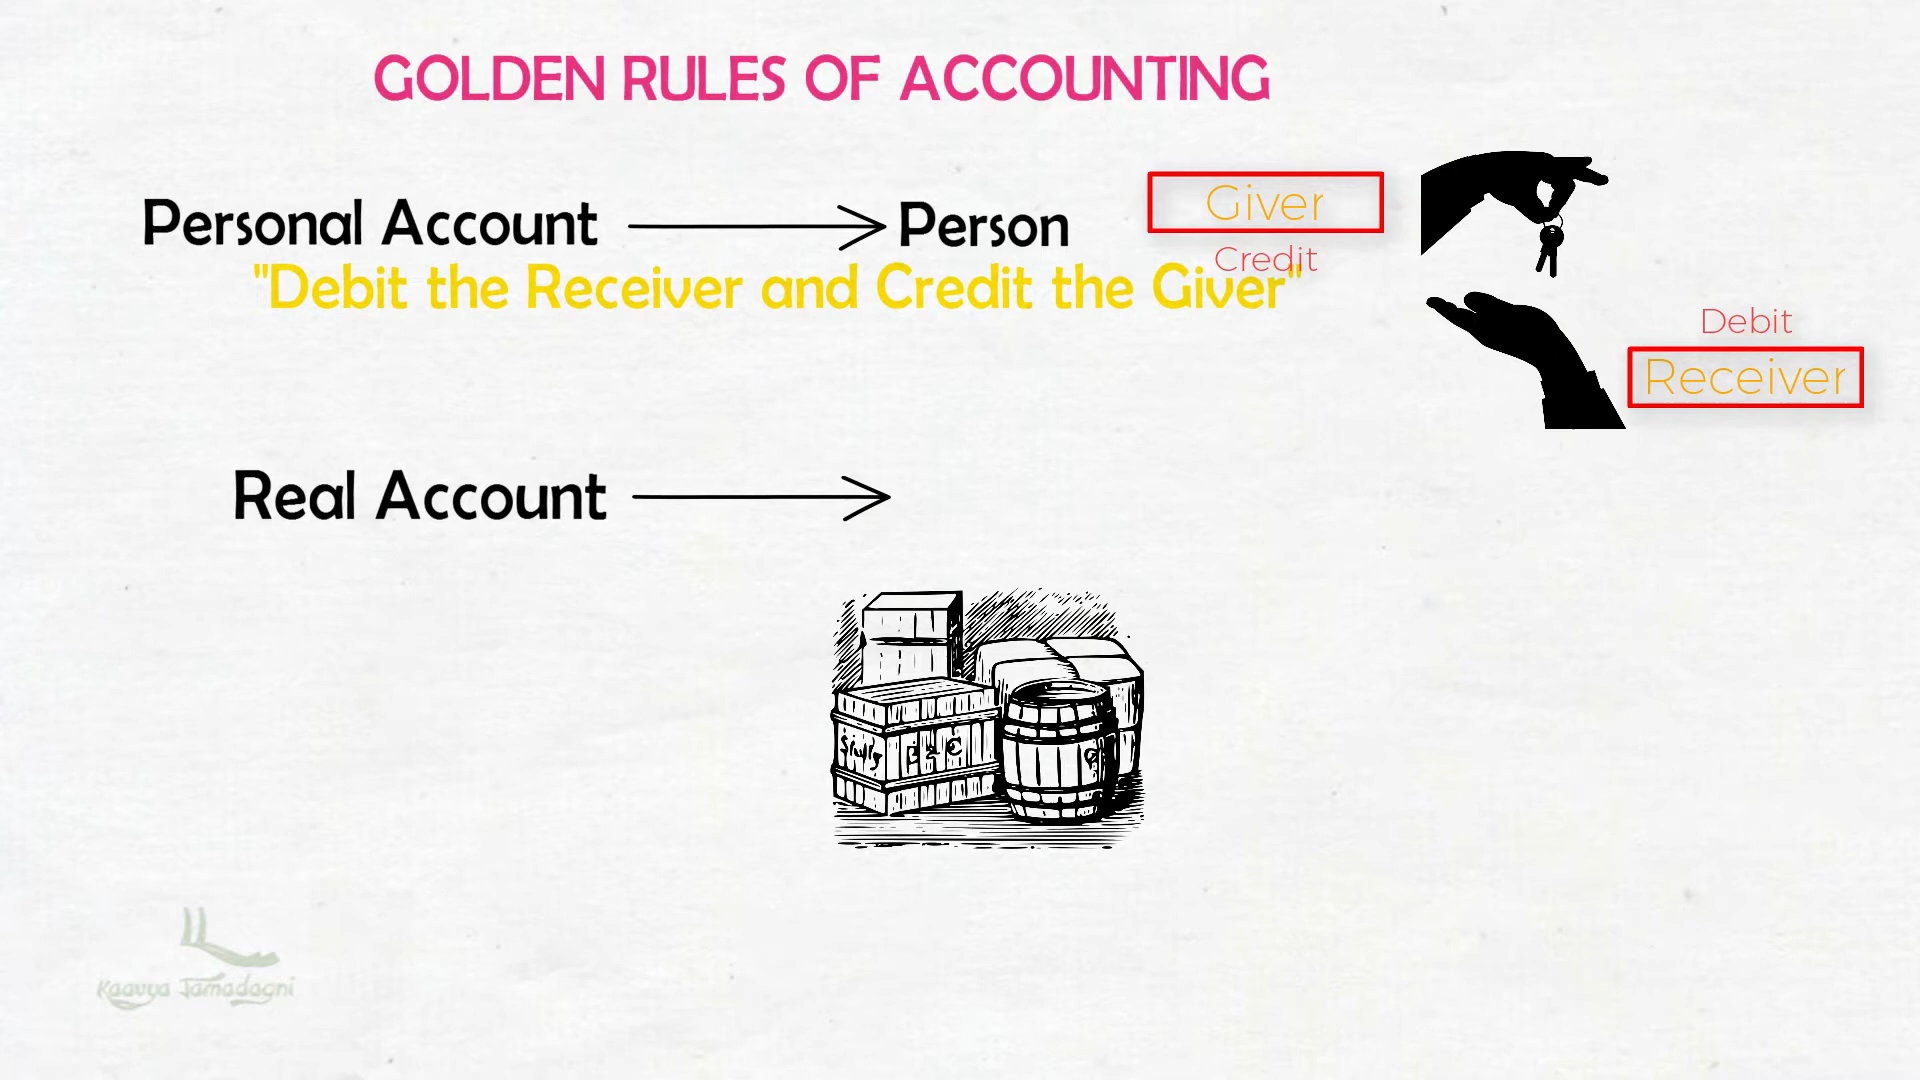 GOLDEN RULES OF ACCOUNTING
Personal Account
Person
Giver
Credit
"Debit the Receiver and Credit the Giver"
Debit
Receiver
Real Account
Kaavya Jamadagni